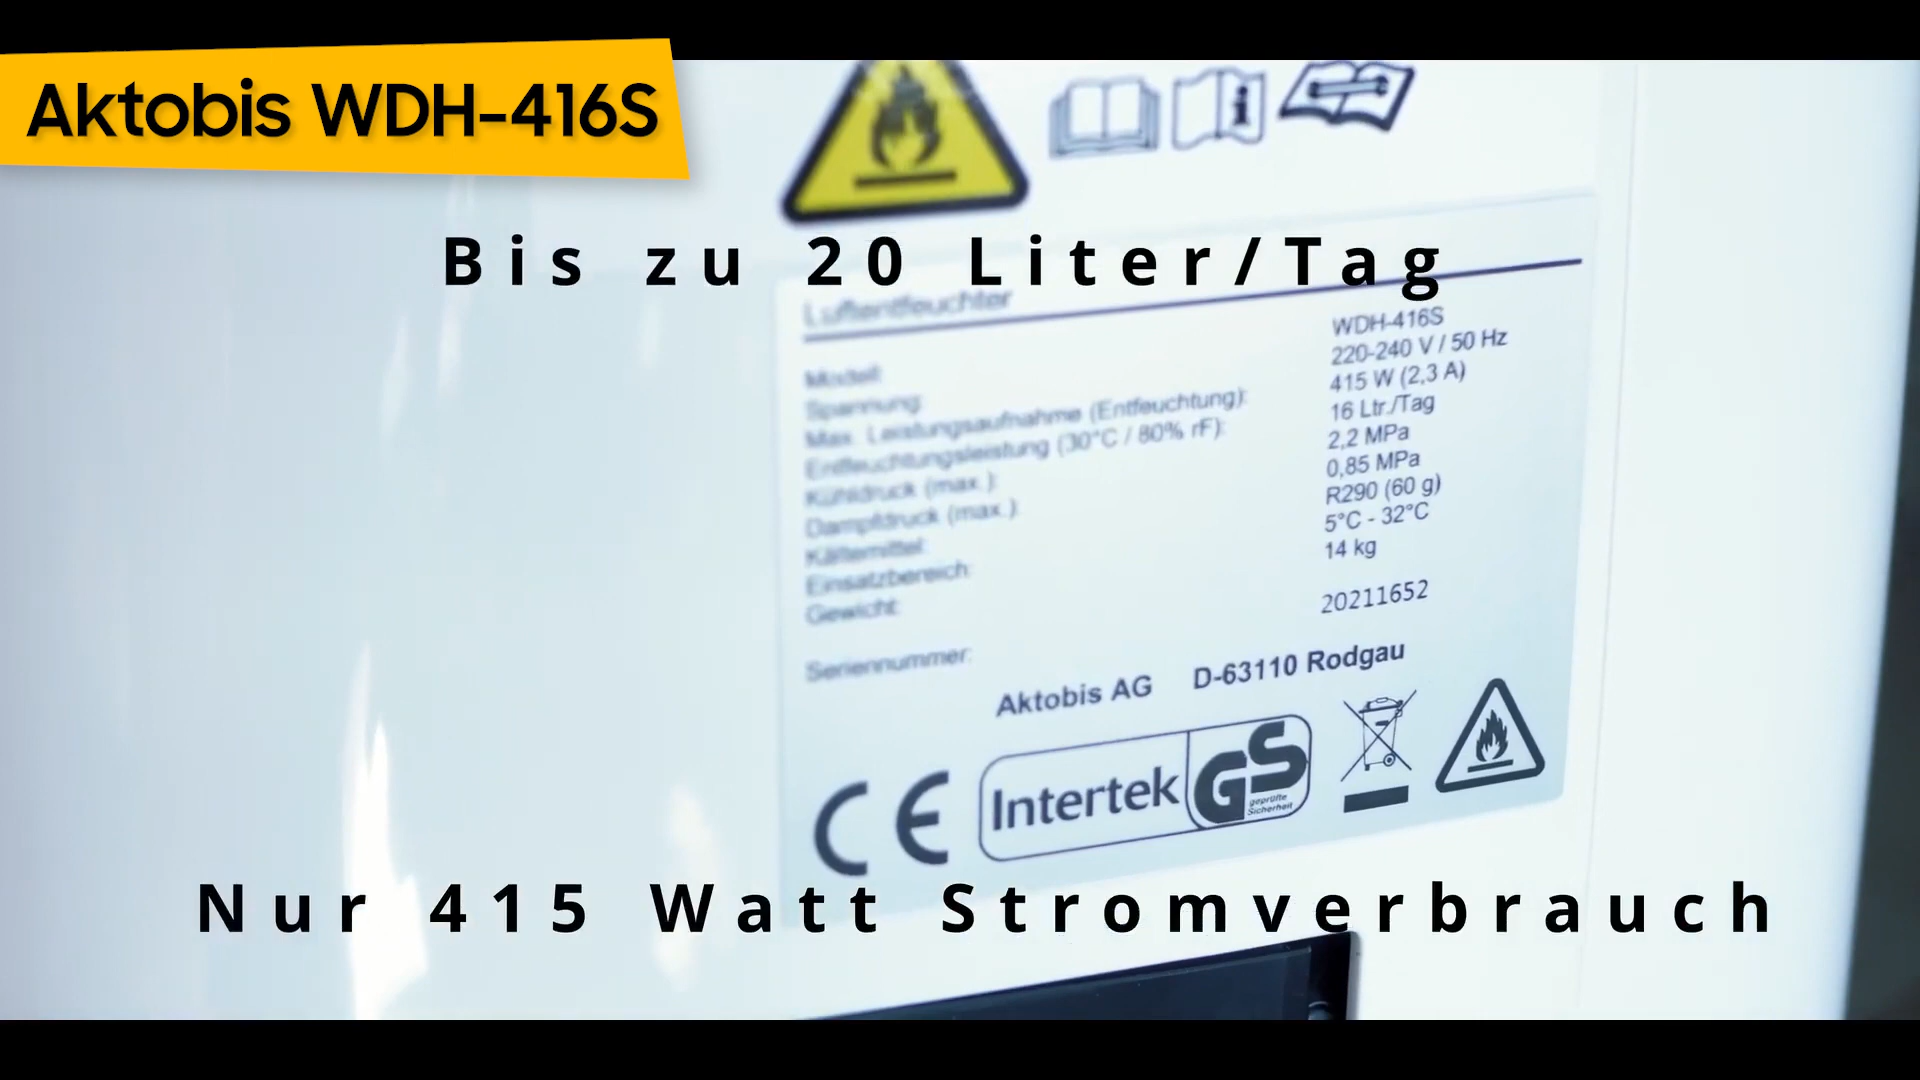 Aktobis WDH-416S
Bis zu 20 Liter/Tag
Luftentfeuchter
Modell: WDH-416S
Spannung: 220-240 V / 50 Hz
Max. Leistungsaufnahme (Entfeuchtung): 415 W (2,3 A)
Entfeuchtungsleistung (30°C / 80% rF): 16 Ltr./Tag
Kühldruck (max.): 2,2 MPa
Dampfdruck (max.): 0,85 MPa
Kältemittel: R290 (60 g)
Einsatzbereich: 5°C - 32°C
Gewicht: 14 kg
Seriennummer: 20211652
Aktobis AG D-63110 Rodgau
CE Intertek GS geprüfte Sicherheit
Nur 415 Watt Stromverbrauch